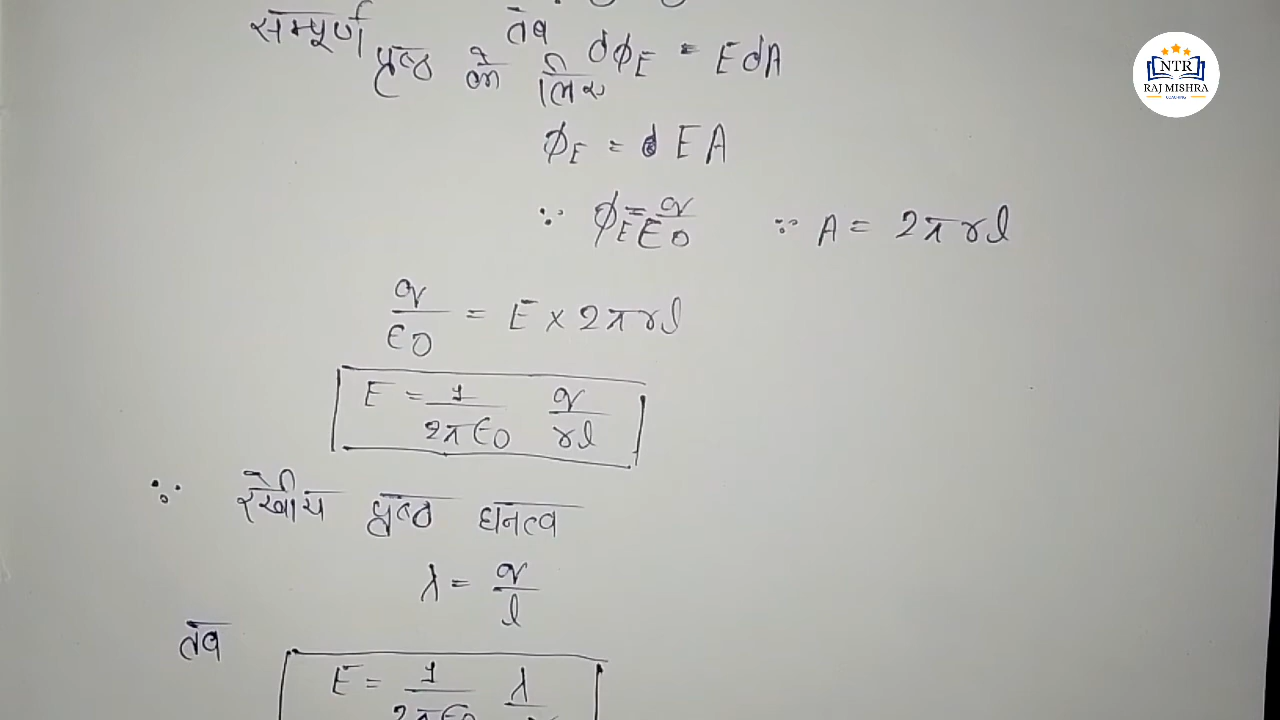 तब dϕE = EdA
सम्पूर्ण पृष्ठ के लिए
ϕE = EA
∵ ϕE = q/ϵ0 ∵ A = 2πrl
q/ϵ0 = E × 2πrl
E = 1/2πϵ0 q/rl
∵ रेखीय पृष्ठ घनत्व
λ = q/l
तब
E = 1/2πϵ0 λ
NTR
RAJ MISHRA
COACHING